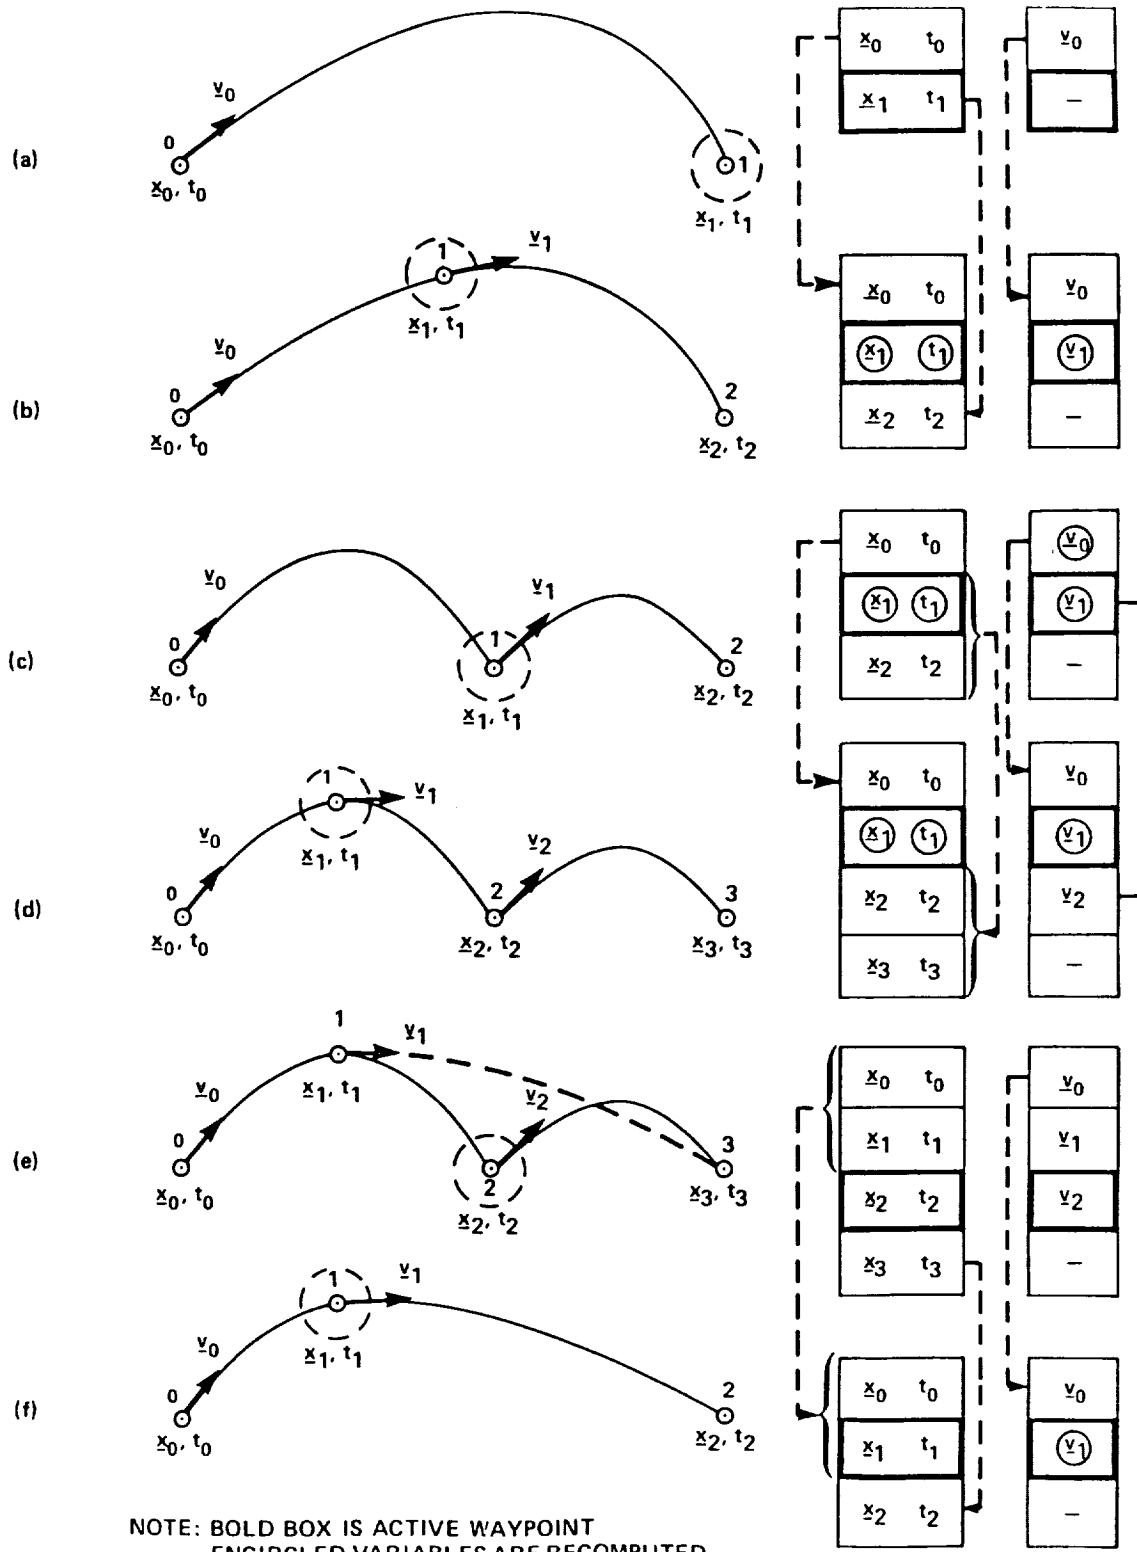 (a)
v0
0
x0, t0
1
x1, t1
x0 t0
x1 t1
v0
–
(b)
v0
0
x0, t0
1
v1
x1, t1
2
x2, t2
x0 t0
x1 t1
x2 t2
v0
v1
–
(c)
v0
0
x0, t0
1
v1
x1, t1
2
x2, t2
x0 t0
x1 t1
x2 t2
v0
v1
–
(d)
v0
0
x0, t0
1
v1
x1, t1
2
v2
x2, t2
3
x3, t3
x0 t0
x1 t1
x2 t2
x3 t3
v0
v1
v2
–
(e)
v0
0
x0, t0
1
v1
x1, t1
v2
2
x2, t2
3
x3, t3
x0 t0
x1 t1
x2 t2
x3 t3
v0
v1
v2
–
(f)
v0
0
x0, t0
1
v1
x1, t1
2
x2, t2
x0 t0
x1 t1
x2 t2
v0
v1
–
NOTE: BOLD BOX IS ACTIVE WAYPOINT
ENCIRCLED VARIABLES ARE RECOMPUTED